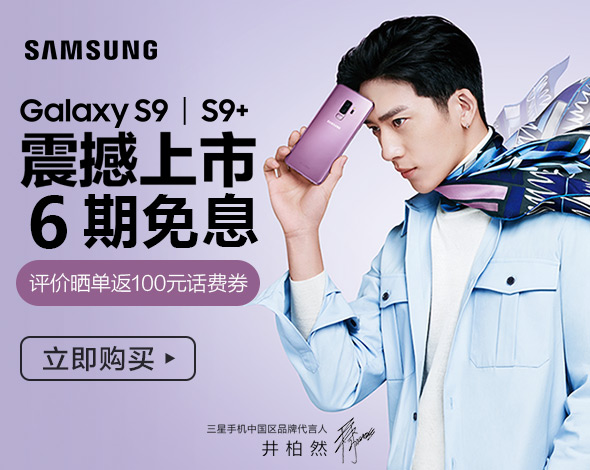 SAMSUNG
Galaxy S9 | S9+
震撼上市
6期免息
评价晒单返100元话费券
立即购买
三星手机中国区品牌代言人
井柏然